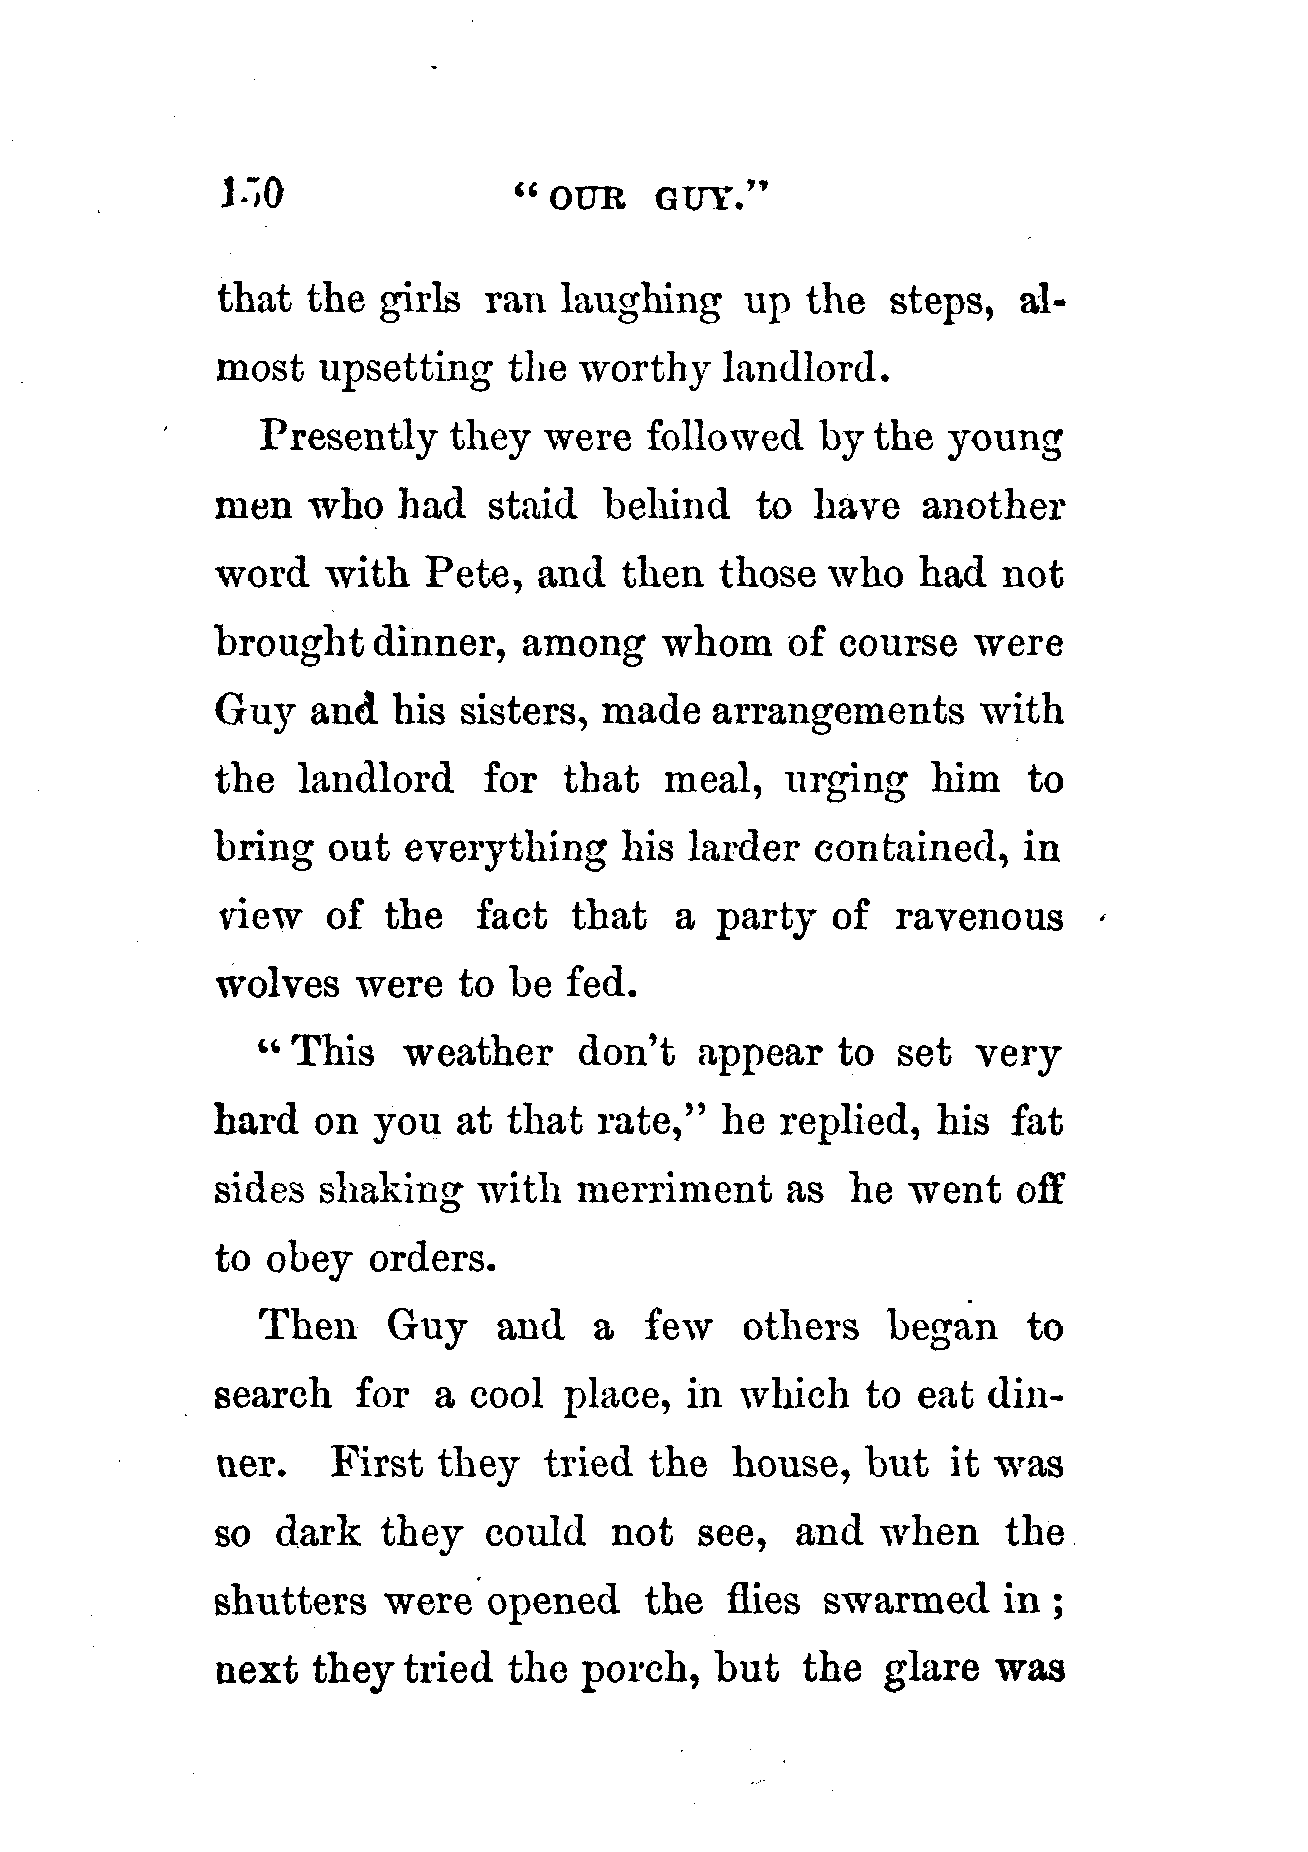 150 “OUR GUY.”
that the girls ran laughing up the steps, al-
most upsetting the worthy landlord.
Presently they were followed by the young
men who had staid behind to have another
word with Pete, and then those who had not
brought dinner, among whom of course were
Guy and his sisters, made arrangements with
the landlord for that meal, urging him to
bring out everything his larder contained, in
view of the fact that a party of ravenous
wolves were to be fed.
“This weather don’t appear to set very
hard on you at that rate,” he replied, his fat
sides shaking with merriment as he went off
to obey orders.
Then Guy and a few others began to
search for a cool place, in which to eat din-
ner. First they tried the house, but it was
so dark they could not see, and when the
shutters were opened the flies swarmed in ;
next they tried the porch, but the glare was